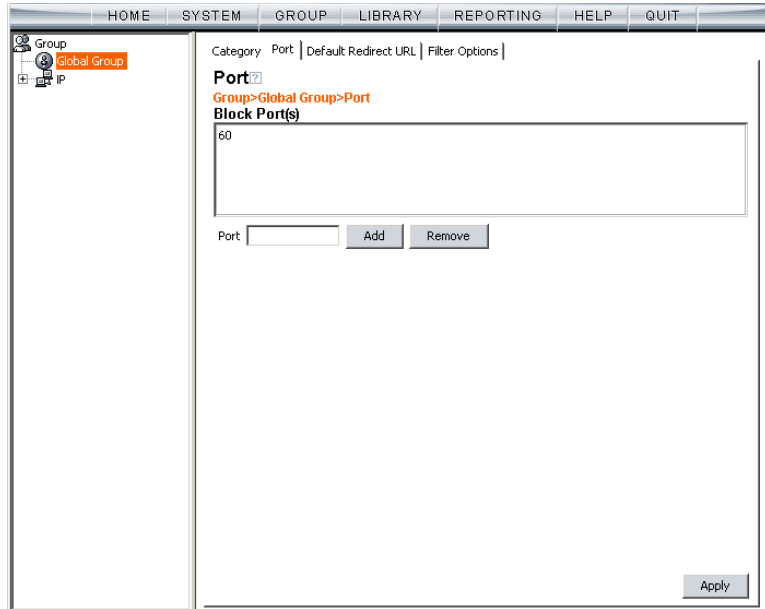 HOME SYSTEM GROUP LIBRARY REPORTING HELP QUIT
Group
Global Group
IP
Category Port Default Redirect URL Filter Options
Port ?
Group>Global Group>Port
Block Port(s)
60
Port Add Remove
Apply